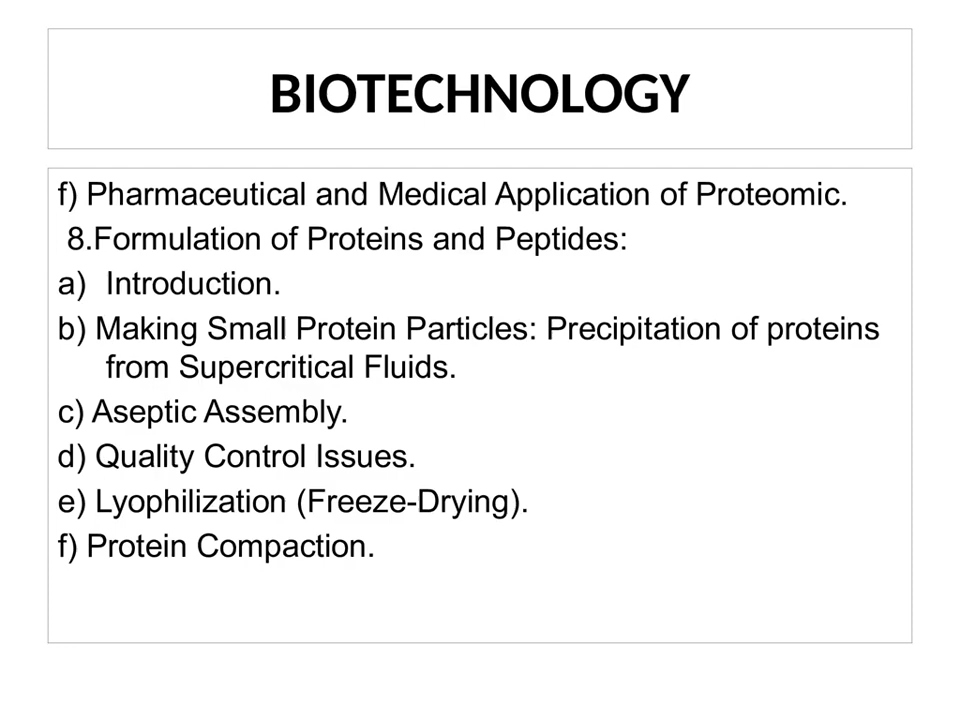 BIOTECHNOLOGY
f) Pharmaceutical and Medical Application of Proteomic.
8.Formulation of Proteins and Peptides:
a) Introduction.
b) Making Small Protein Particles: Precipitation of proteins
from Supercritical Fluids.
c) Aseptic Assembly.
d) Quality Control Issues.
e) Lyophilization (Freeze-Drying).
f) Protein Compaction.